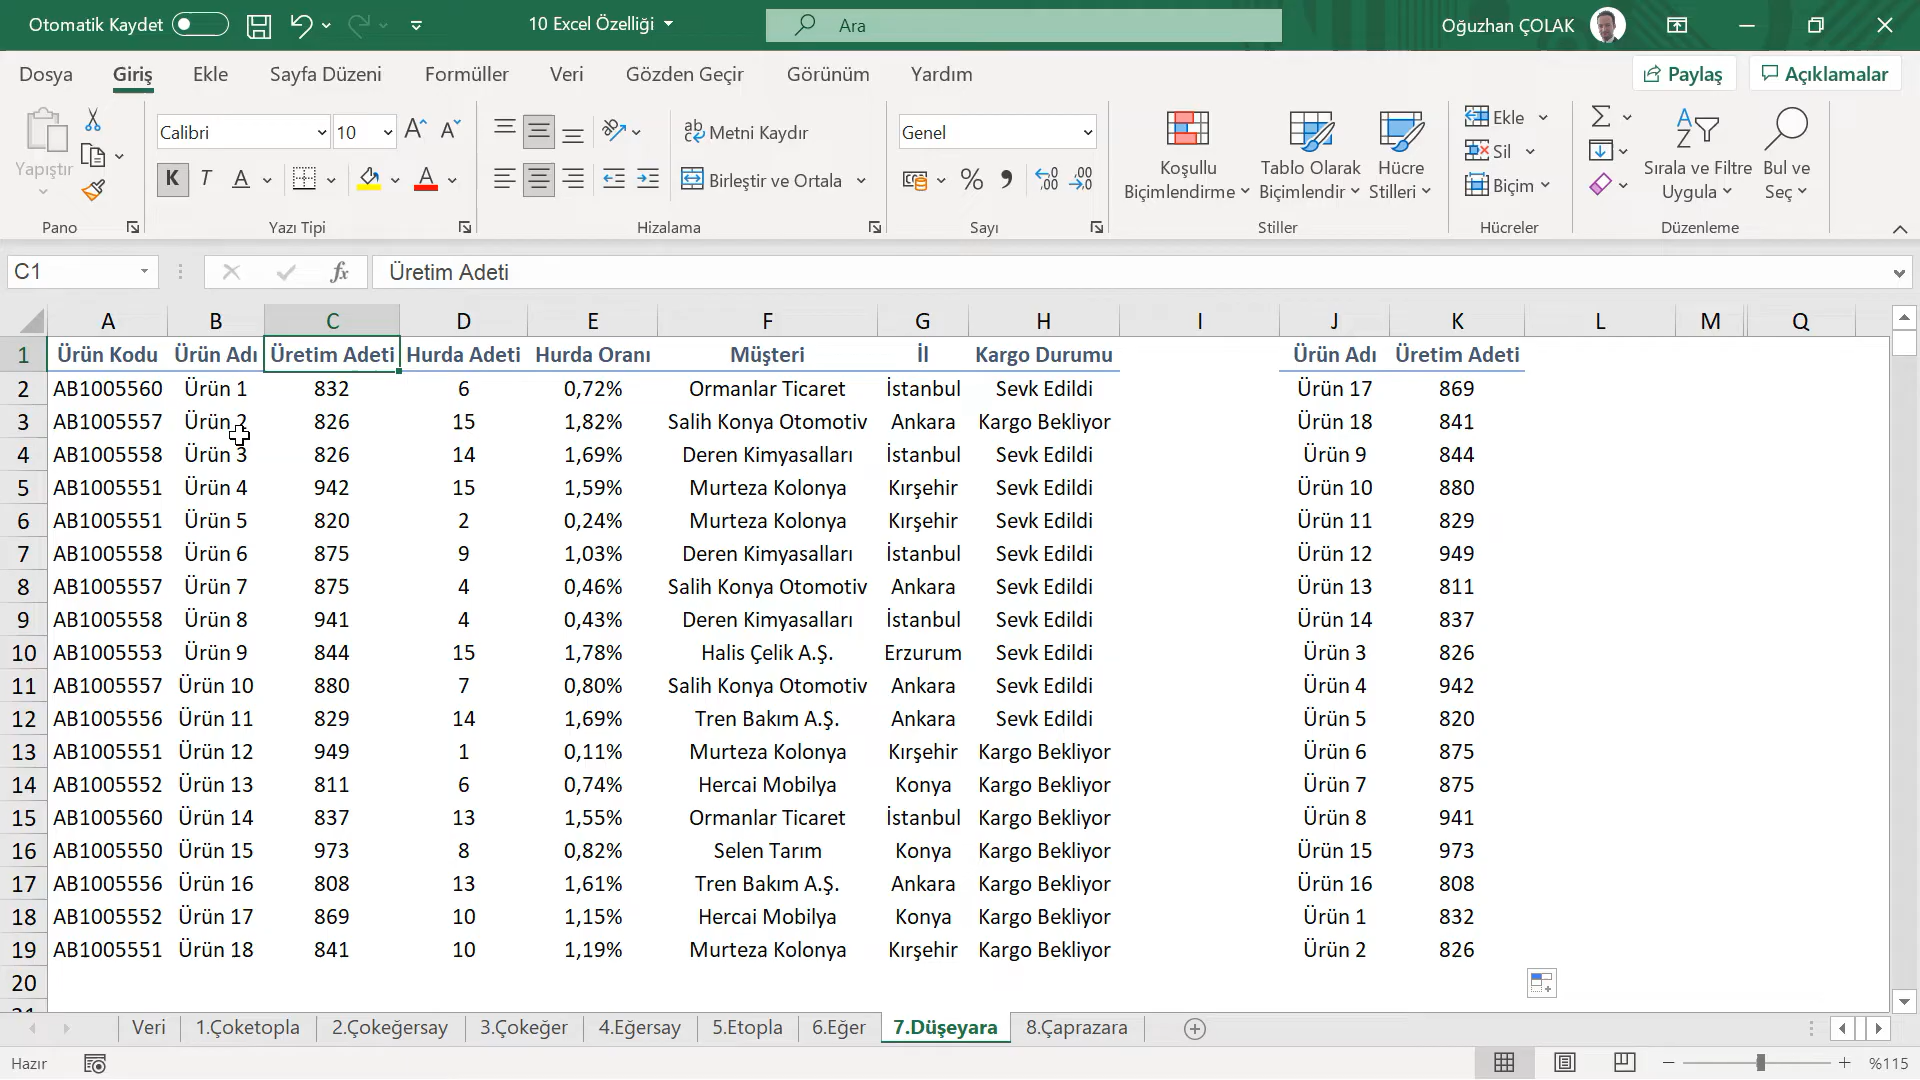 Otomatik Kaydet
10 Excel Özelliği
Ara
Oğuzhan ÇOLAK
Dosya Giriş Ekle Sayfa Düzeni Formüller Veri Gözden Geçir Görünüm Yardım Paylaş Açıklamalar
Yapıştır
Calibri 10
K T A A
Metni Kaydır
Birleştir ve Ortala
Genel
Koşullu Biçimlendirme
Tablo Olarak Biçimlendir
Hücre Stilleri
Ekle
Sil
Biçim
Sırala ve Filtre Uygula
Bul ve Seç
Pano Yazı Tipi Hizalama Sayı Stiller Hücreler Düzenleme
C1 fx Üretim Adeti
A B C D E F G H I J K L M Q
1 Ürün Kodu Ürün Adı Üretim Adeti Hurda Adeti Hurda Oranı Müşteri İl Kargo Durumu Ürün Adı Üretim Adeti
2 AB1005560 Ürün 1 832 6 0,72% Ormanlar Ticaret İstanbul Sevk Edildi Ürün 17 869
3 AB1005557 Ürün 2 826 15 1,82% Salih Konya Otomotiv Ankara Kargo Bekliyor Ürün 18 841
4 AB1005558 Ürün 3 826 14 1,69% Deren Kimyasalları İstanbul Sevk Edildi Ürün 9 844
5 AB1005551 Ürün 4 942 15 1,59% Murteza Kolonya Kırşehir Sevk Edildi Ürün 10 880
6 AB1005551 Ürün 5 820 2 0,24% Murteza Kolonya Kırşehir Sevk Edildi Ürün 11 829
7 AB1005558 Ürün 6 875 9 1,03% Deren Kimyasalları İstanbul Sevk Edildi Ürün 12 949
8 AB1005557 Ürün 7 875 4 0,46% Salih Konya Otomotiv Ankara Sevk Edildi Ürün 13 811
9 AB1005558 Ürün 8 941 4 0,43% Deren Kimyasalları İstanbul Sevk Edildi Ürün 14 837
10 AB1005553 Ürün 9 844 15 1,78% Halis Çelik A.Ş. Erzurum Sevk Edildi Ürün 3 826
11 AB1005557 Ürün 10 880 7 0,80% Salih Konya Otomotiv Ankara Sevk Edildi Ürün 4 942
12 AB1005556 Ürün 11 829 14 1,69% Tren Bakım A.Ş. Ankara Sevk Edildi Ürün 5 820
13 AB1005551 Ürün 12 949 1 0,11% Murteza Kolonya Kırşehir Kargo Bekliyor Ürün 6 875
14 AB1005552 Ürün 13 811 6 0,74% Hercai Mobilya Konya Kargo Bekliyor Ürün 7 875
15 AB1005560 Ürün 14 837 13 1,55% Ormanlar Ticaret İstanbul Kargo Bekliyor Ürün 8 941
16 AB1005550 Ürün 15 973 8 0,82% Selen Tarım Konya Kargo Bekliyor Ürün 15 973
17 AB1005556 Ürün 16 808 13 1,61% Tren Bakım A.Ş. Ankara Kargo Bekliyor Ürün 16 808
18 AB1005552 Ürün 17 869 10 1,15% Hercai Mobilya Konya Kargo Bekliyor Ürün 1 832
19 AB1005551 Ürün 18 841 10 1,19% Murteza Kolonya Kırşehir Kargo Bekliyor Ürün 2 826
20
Veri 1.Çoketopla 2.Çokeğersay 3.Çokeğer 4.Eğersay 5.Etopla 6.Eğer 7.Düşeyara 8.Çaprazara
Hazır %115